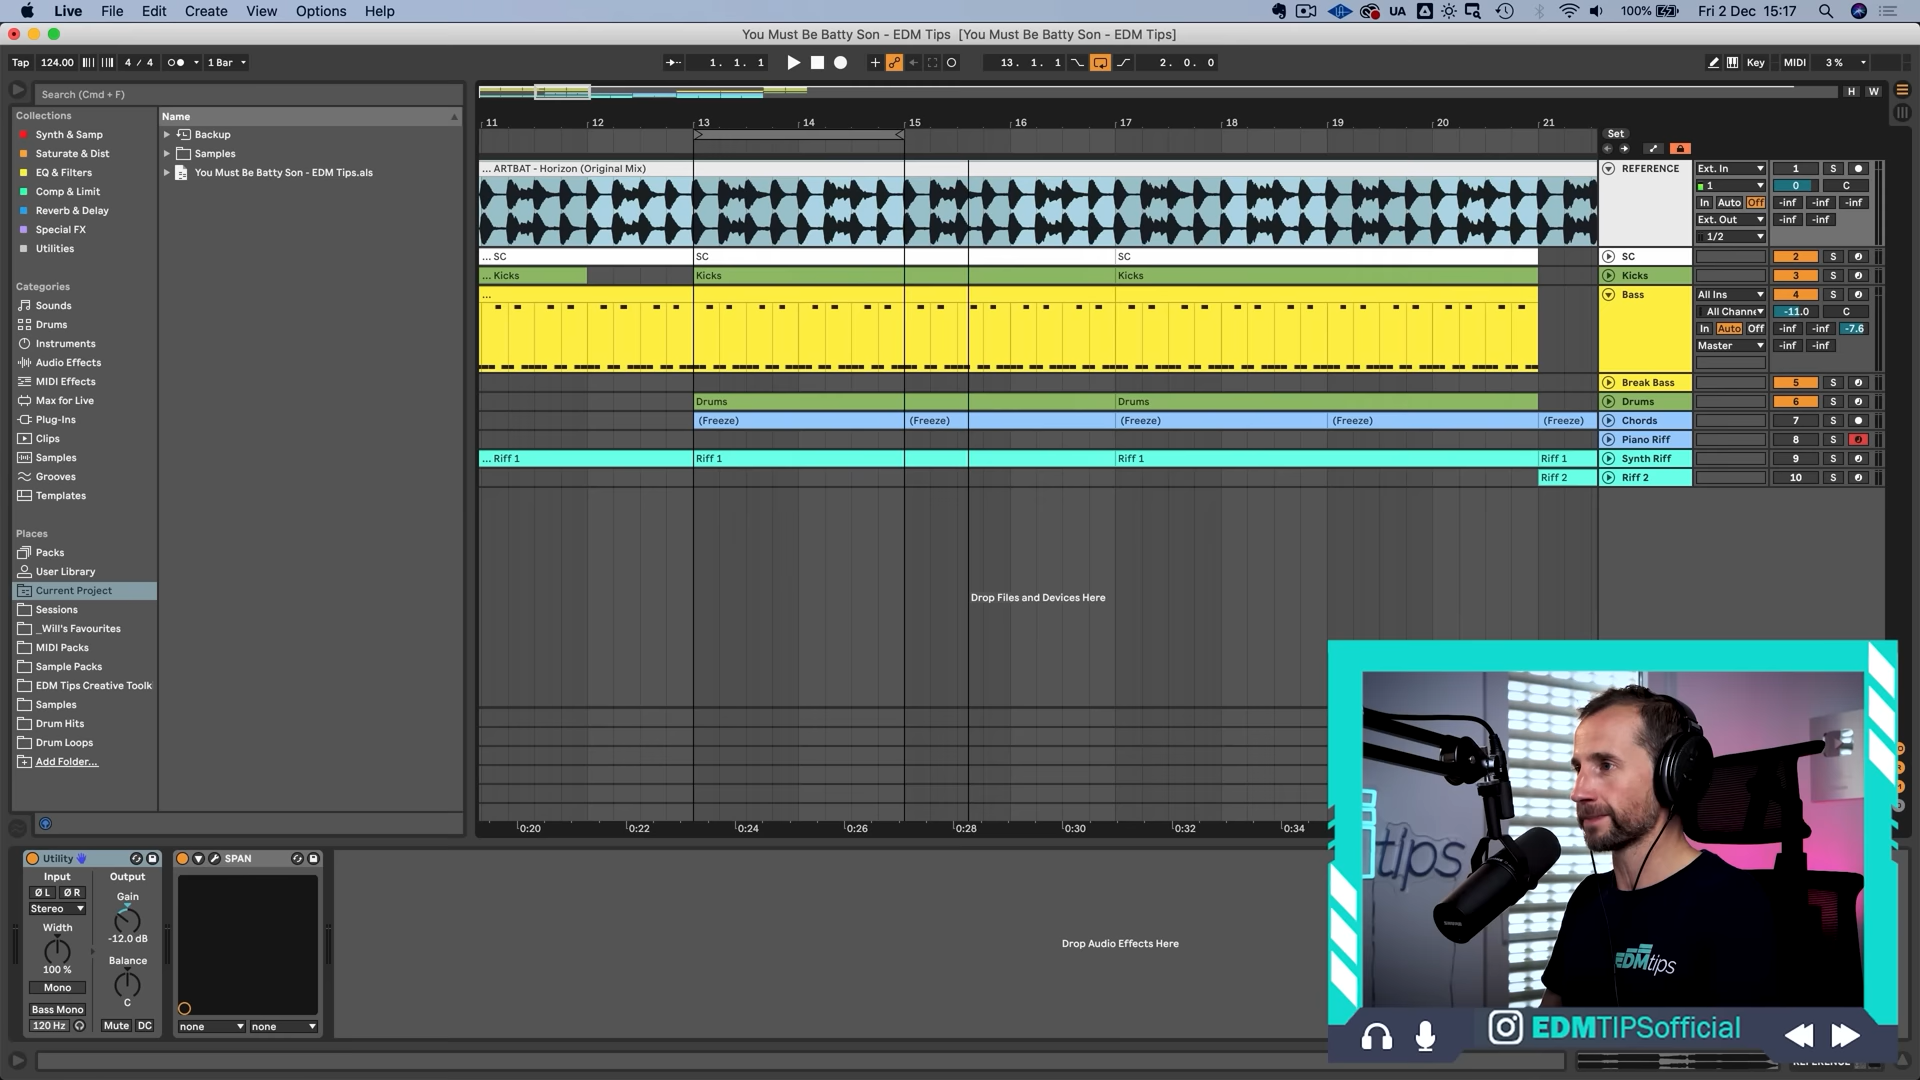 Live File Edit Create View Options Help
UA 100% Fri 2 Dec 15:17
You Must Be Batty Son - EDM Tips [You Must Be Batty Son - EDM Tips]
Tap 124.00 4 / 4 1 Bar 1. 1. 1 13. 1. 1 2. 0. 0 Key MIDI 3 %
Search (Cmd + F)
H W
Collections
Synth & Samp
Saturate & Dist
EQ & Filters
Comp & Limit
Reverb & Delay
Special FX
Utilities
Categories
Sounds
Drums
Instruments
Audio Effects
MIDI Effects
Max for Live
Plug-Ins
Clips
Samples
Grooves
Templates
Places
Packs
User Library
Current Project
Sessions
_Will's Favourites
MIDI Packs
Sample Packs
EDM Tips Creative Toolk
Samples
Drum Hits
Drum Loops
Add Folder...
Name
Backup
Samples
You Must Be Batty Son - EDM Tips.als
11 12 13 14 15 16 17 18 19 20 21
Set
... ARTBAT - Horizon (Original Mix)
REFERENCE Ext. In 1 S
1 0 C
In Auto Off -inf -inf -inf
Ext. Out -inf -inf
1/2
... SC SC SC SC 2 S
... Kicks Kicks Kicks Kicks 3 S
... Bass All Ins 4 S
All Channe -11.0 C
In Auto Off -inf -inf -7.6
Master -inf -inf
Break Bass 5 S
Drums Drums Drums 6 S
(Freeze) (Freeze) (Freeze) (Freeze) (Freeze) Chords 7 S
Piano Riff 8 S
... Riff 1 Riff 1 Riff 1 Riff 1 Synth Riff 9 S
Riff 2 Riff 2 10 S
Drop Files and Devices Here
0:20 0:22 0:24 0:26 0:28 0:30 0:32 0:34
Utility
Input Output
Ø L Ø R Gain
Stereo
Width -12.0 dB
100 % Balance
Mono C
Bass Mono
120 Hz Mute DC
SPAN
none none
Drop Audio Effects Here
tips
SHURE
EDMtips
EDMTIPSofficial